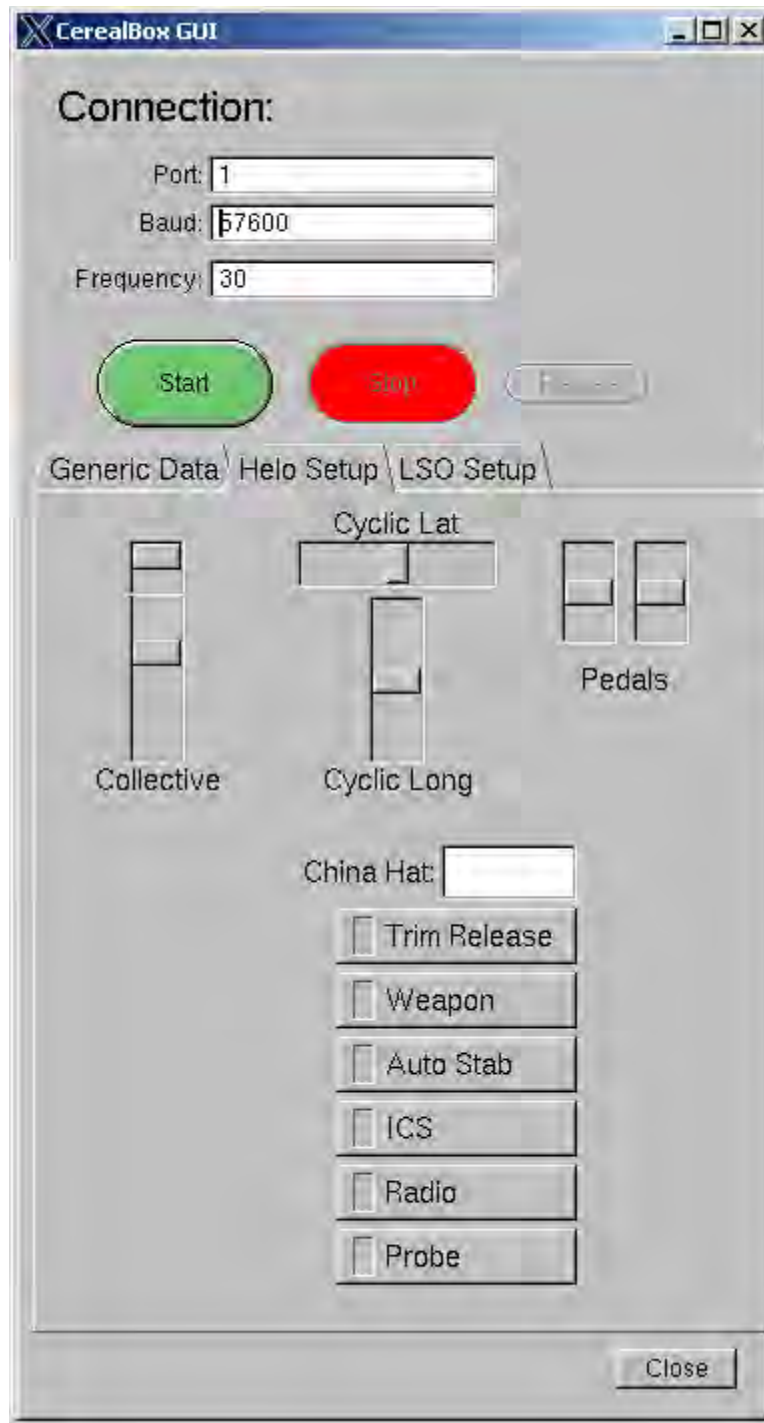 CerealBox GUI
Connection:
Port: 1
Baud: 57600
Frequency: 30
Start Stop
Generic Data Helo Setup LSO Setup
Cyclic Lat
Pedals
Collective Cyclic Long
China Hat:
Trim Release
Weapon
Auto Stab
ICS
Radio
Probe
Close